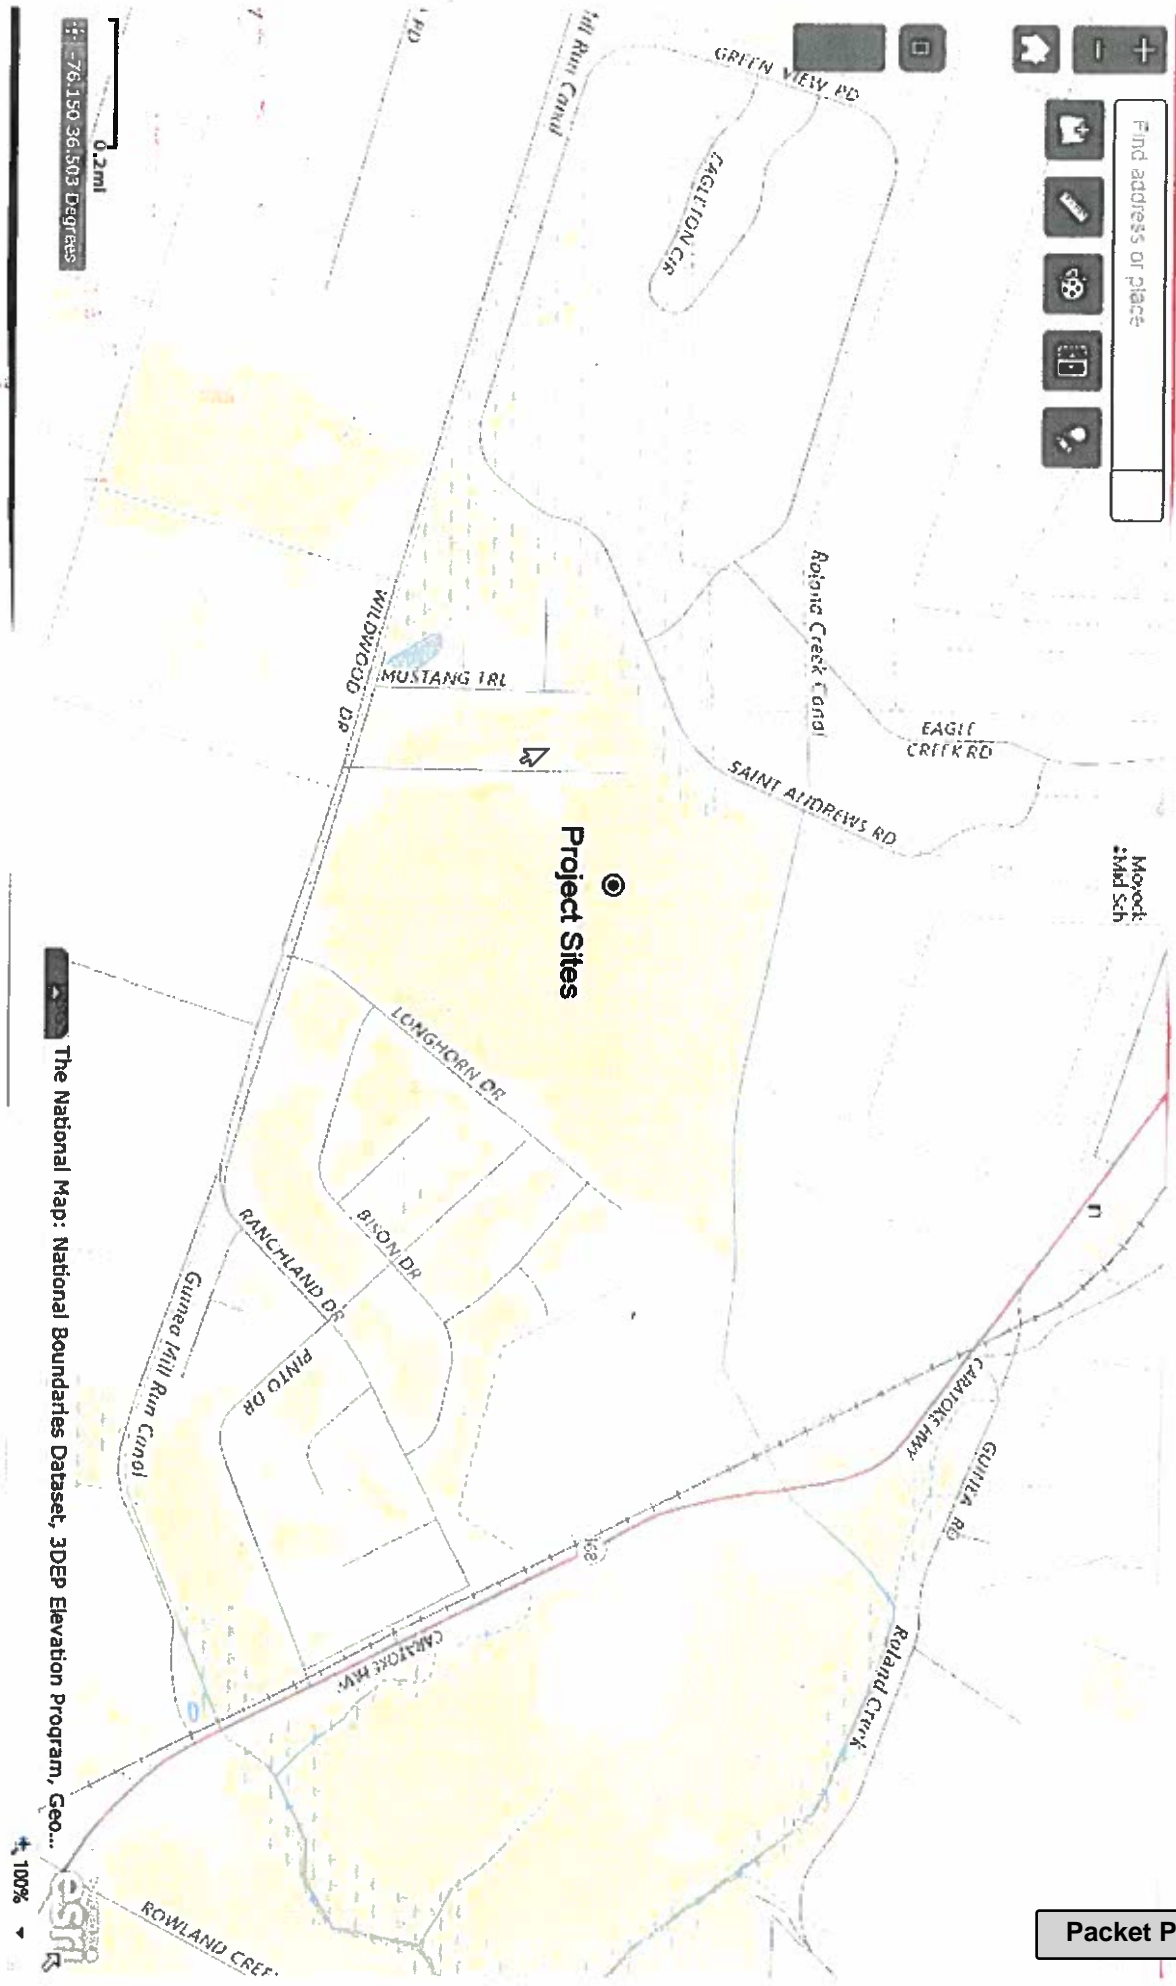 Find address or place
GREEN VIEW RD
EAGLETON CIR
Mill Run Canal
RD
0.2mi
-76.150 36.503 Degrees
Roland Creek Canal
EAGLE
CREEK RD
SAINT ANDREWS RD
Moyock
Mid Sch
WILDWOOD DR
MUSTANG TRL
Project Sites
LONGHORN DR
BISON DR
RANCHLAND DR
PINTO DR
Guinea Mill Run Canal
CARATOKE HWY
GUINEA RD
168
CARATOKE HWY
Roland Creek
ROWLAND CREE
The National Map: National Boundaries Dataset, 3DEP Elevation Program, Geo...
esri
100%
Packet P